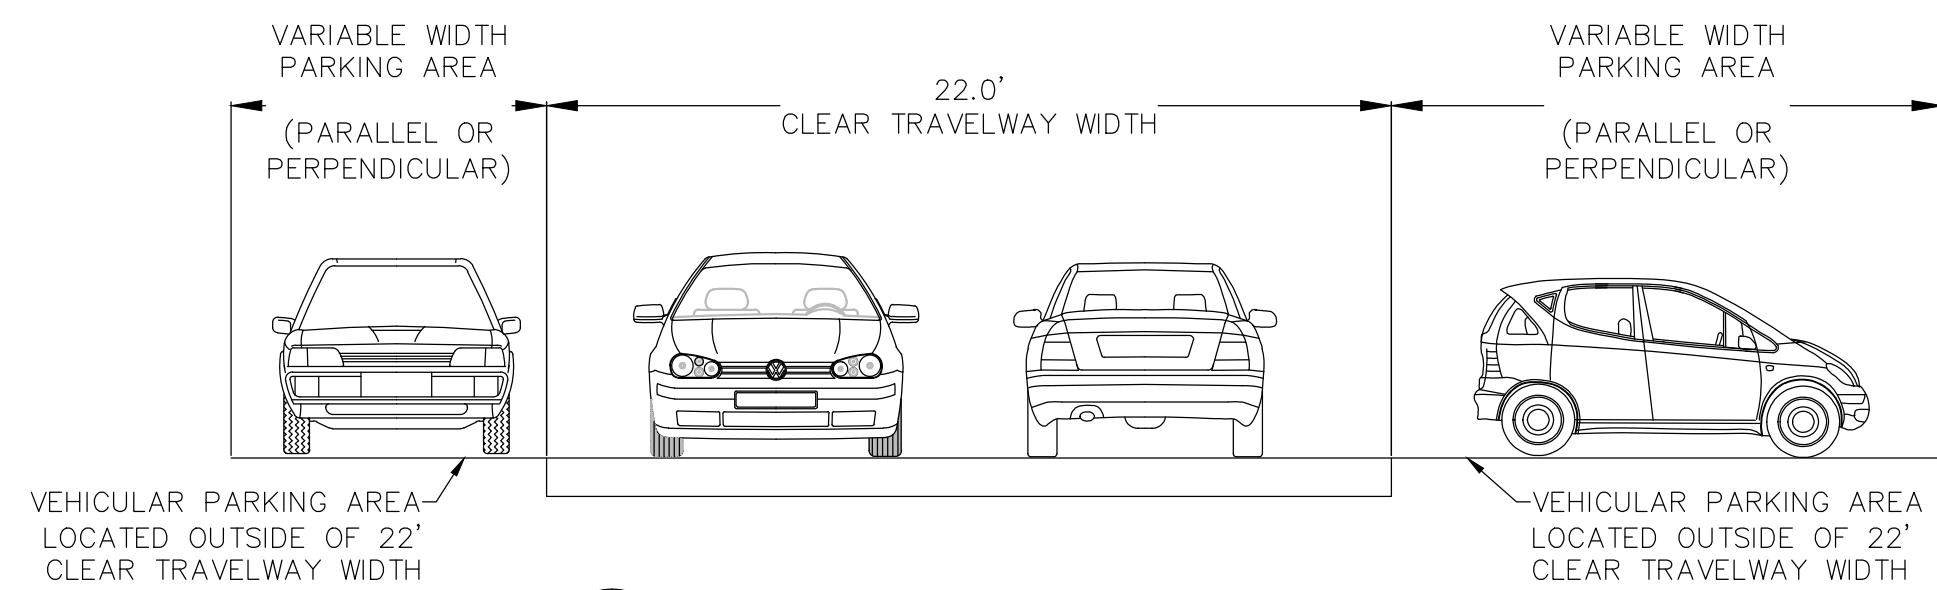 VARIABLE WIDTH
PARKING AREA
(PARALLEL OR
PERPENDICULAR)
22.0'
CLEAR TRAVELWAY WIDTH
VARIABLE WIDTH
PARKING AREA
(PARALLEL OR
PERPENDICULAR)
VEHICULAR PARKING AREA
LOCATED OUTSIDE OF 22'
CLEAR TRAVELWAY WIDTH
VEHICULAR PARKING AREA
LOCATED OUTSIDE OF 22'
CLEAR TRAVELWAY WIDTH